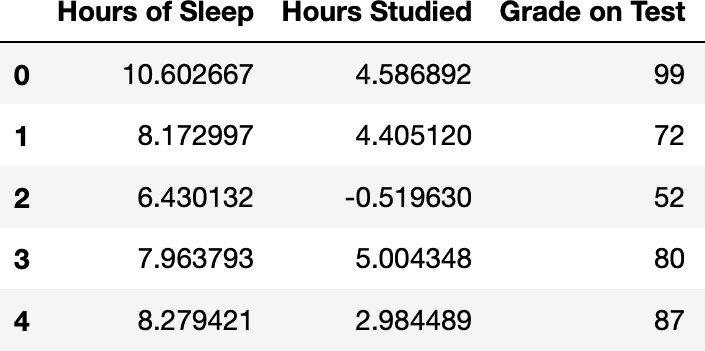 Hours of Sleep Hours Studied Grade on Test
0 10.602667 4.586892 99
1 8.172997 4.405120 72
2 6.430132 -0.519630 52
3 7.963793 5.004348 80
4 8.279421 2.984489 87